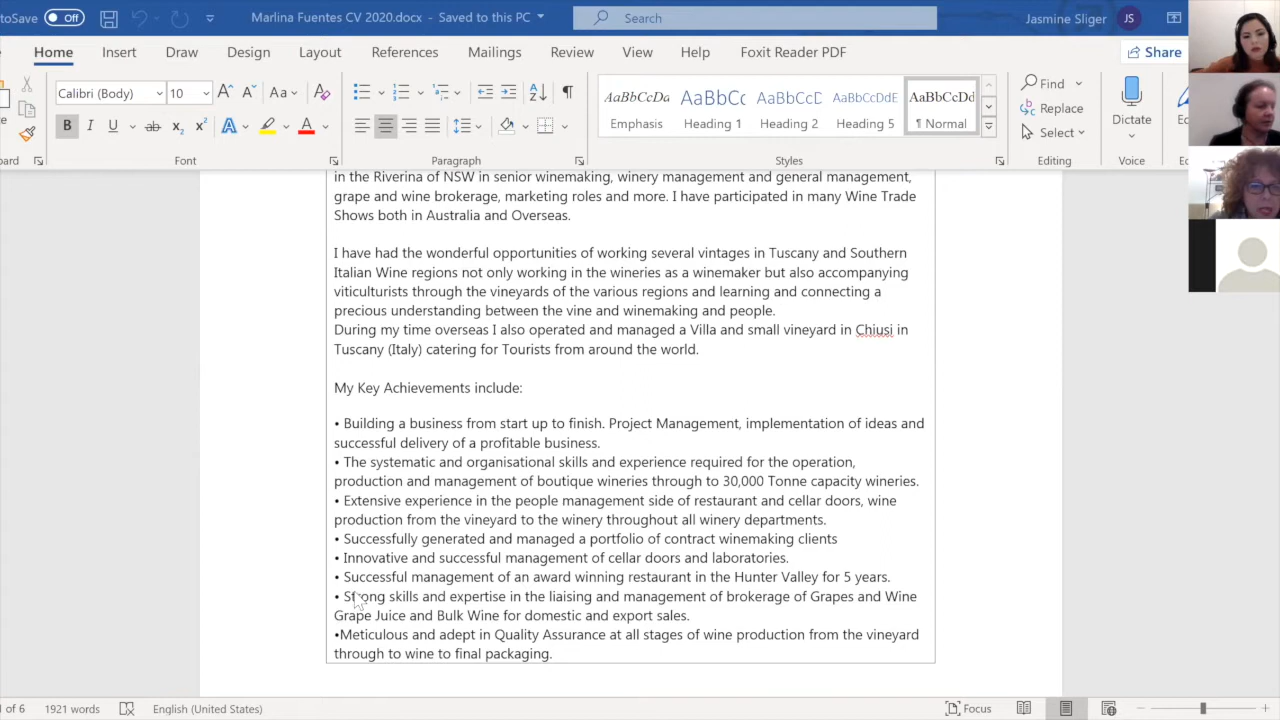 toSave Off Marlina Fuentes CV 2020.docx - Saved to this PC Search Jasmine Sliger JS
Home Insert Draw Design Layout References Mailings Review View Help Foxit Reader PDF Share
Calibri (Body) 10 A A Aa A AaBbCcDd AaBbCc AaBbCcD AaBbCcDdE AaBbCcDd Find
Replace
B I U ab x2 x2 A A Emphasis Heading 1 Heading 2 Heading 5 ¶ Normal Select Dictate
oard Font Paragraph Styles Editing Voice
in the Riverina of NSW in senior winemaking, winery management and general management,
grape and wine brokerage, marketing roles and more. I have participated in many Wine Trade
Shows both in Australia and Overseas.
I have had the wonderful opportunities of working several vintages in Tuscany and Southern
Italian Wine regions not only working in the wineries as a winemaker but also accompanying
viticulturists through the vineyards of the various regions and learning and connecting a
precious understanding between the vine and winemaking and people.
During my time overseas I also operated and managed a Villa and small vineyard in Chiusi in
Tuscany (Italy) catering for Tourists from around the world.
My Key Achievements include:
• Building a business from start up to finish. Project Management, implementation of ideas and
successful delivery of a profitable business.
• The systematic and organisational skills and experience required for the operation,
production and management of boutique wineries through to 30,000 Tonne capacity wineries.
• Extensive experience in the people management side of restaurant and cellar doors, wine
production from the vineyard to the winery throughout all winery departments.
• Successfully generated and managed a portfolio of contract winemaking clients
• Innovative and successful management of cellar doors and laboratories.
• Successful management of an award winning restaurant in the Hunter Valley for 5 years.
• Strong skills and expertise in the liaising and management of brokerage of Grapes and Wine
Grape Juice and Bulk Wine for domestic and export sales.
•Meticulous and adept in Quality Assurance at all stages of wine production from the vineyard
through to wine to final packaging.
of 6 1921 words English (United States) Focus